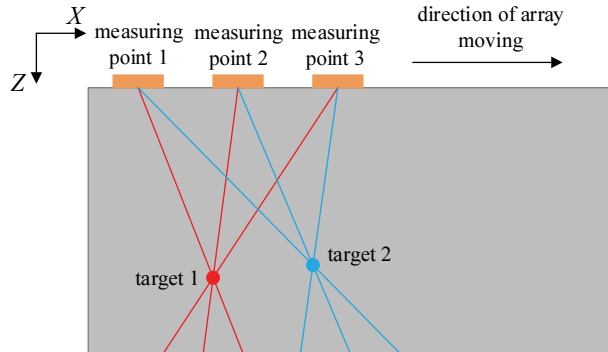 X
Z
measuring
point 1
measuring
point 2
measuring
point 3
direction of array
moving
target 1
target 2